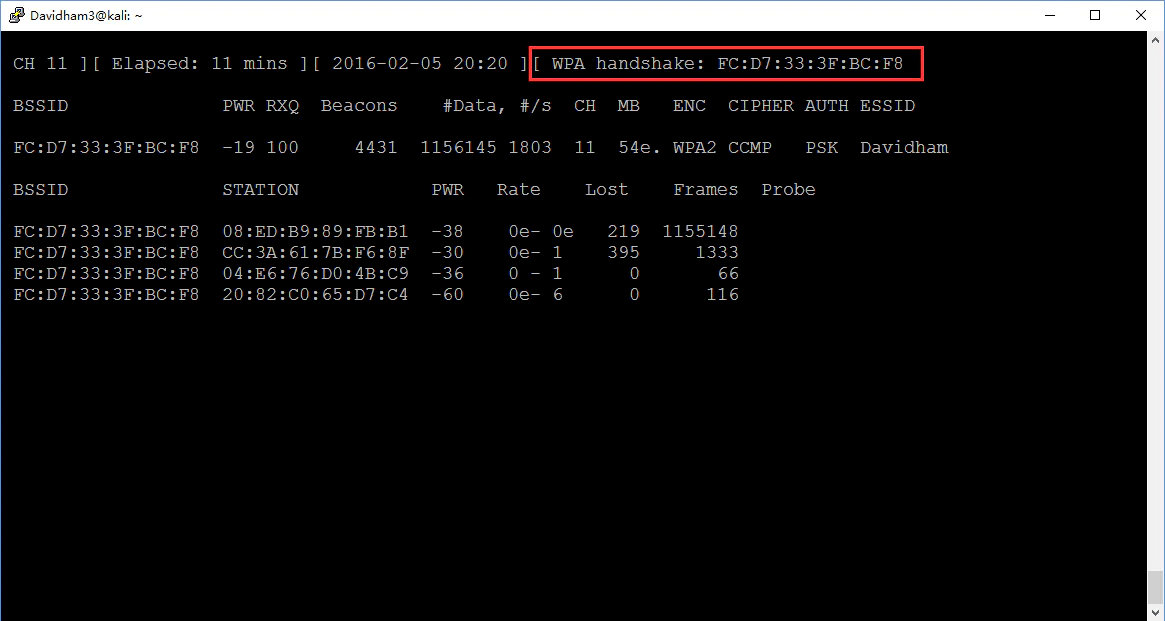 Davidham3@kali: ~
CH 11 ][ Elapsed: 11 mins ][ 2016-02-05 20:20 ][ WPA handshake: FC:D7:33:3F:BC:F8
BSSID PWR RXQ Beacons #Data, #/s CH MB ENC CIPHER AUTH ESSID
FC:D7:33:3F:BC:F8 -19 100 4431 1156145 1803 11 54e. WPA2 CCMP PSK Davidham
BSSID STATION PWR Rate Lost Frames Probe
FC:D7:33:3F:BC:F8 08:ED:B9:89:FB:B1 -38 0e- 0e 219 1155148
FC:D7:33:3F:BC:F8 CC:3A:61:7B:F6:8F -30 0e- 1 395 1333
FC:D7:33:3F:BC:F8 04:E6:76:D0:4B:C9 -36 0 - 1 0 66
FC:D7:33:3F:BC:F8 20:82:C0:65:D7:C4 -60 0e- 6 0 116